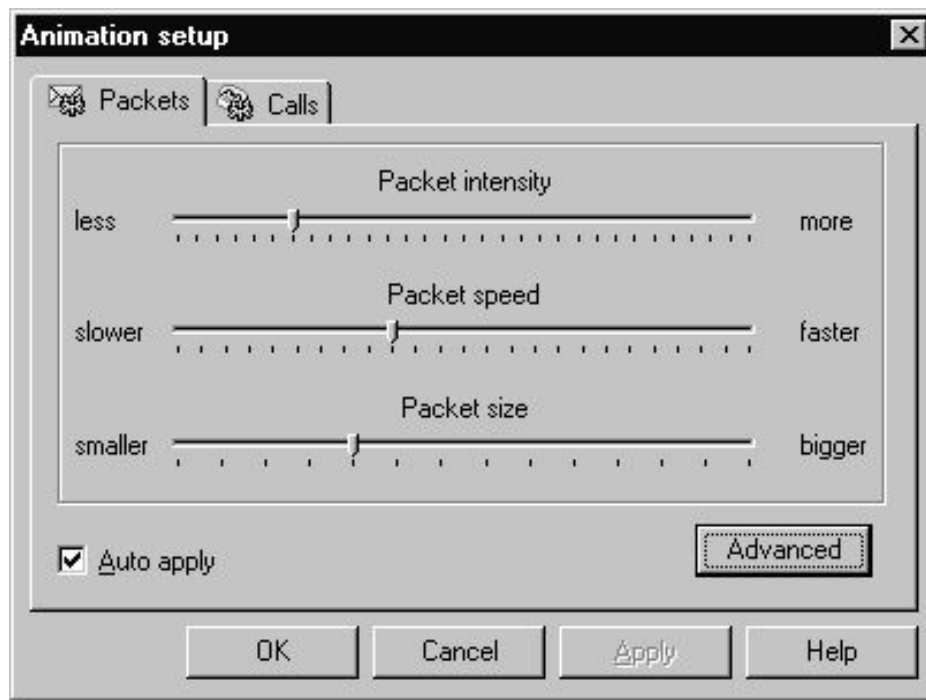 Animation setup
Packets Calls
Packet intensity
less more
Packet speed
slower faster
Packet size
smaller bigger
Auto apply Advanced
OK Cancel Apply Help